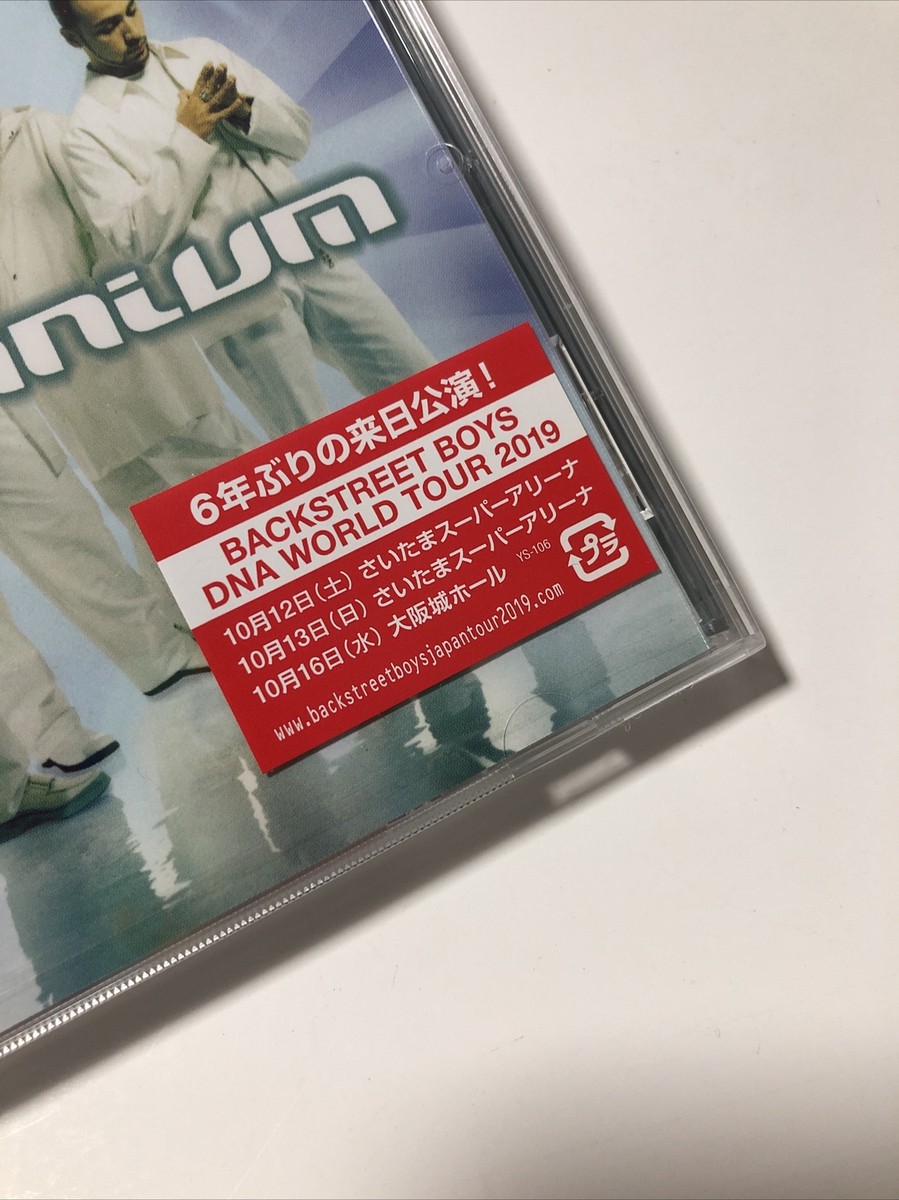 nium
6年ぶりの来日公演!
BACKSTREET BOYS
DNA WORLD TOUR 2019
10月12日(土) さいたまスーパーアリーナ
10月13日(日) さいたまスーパーアリーナ
10月16日(水) 大阪城ホール
YS-106
プラ
www.backstreetboysjapantour2019.com